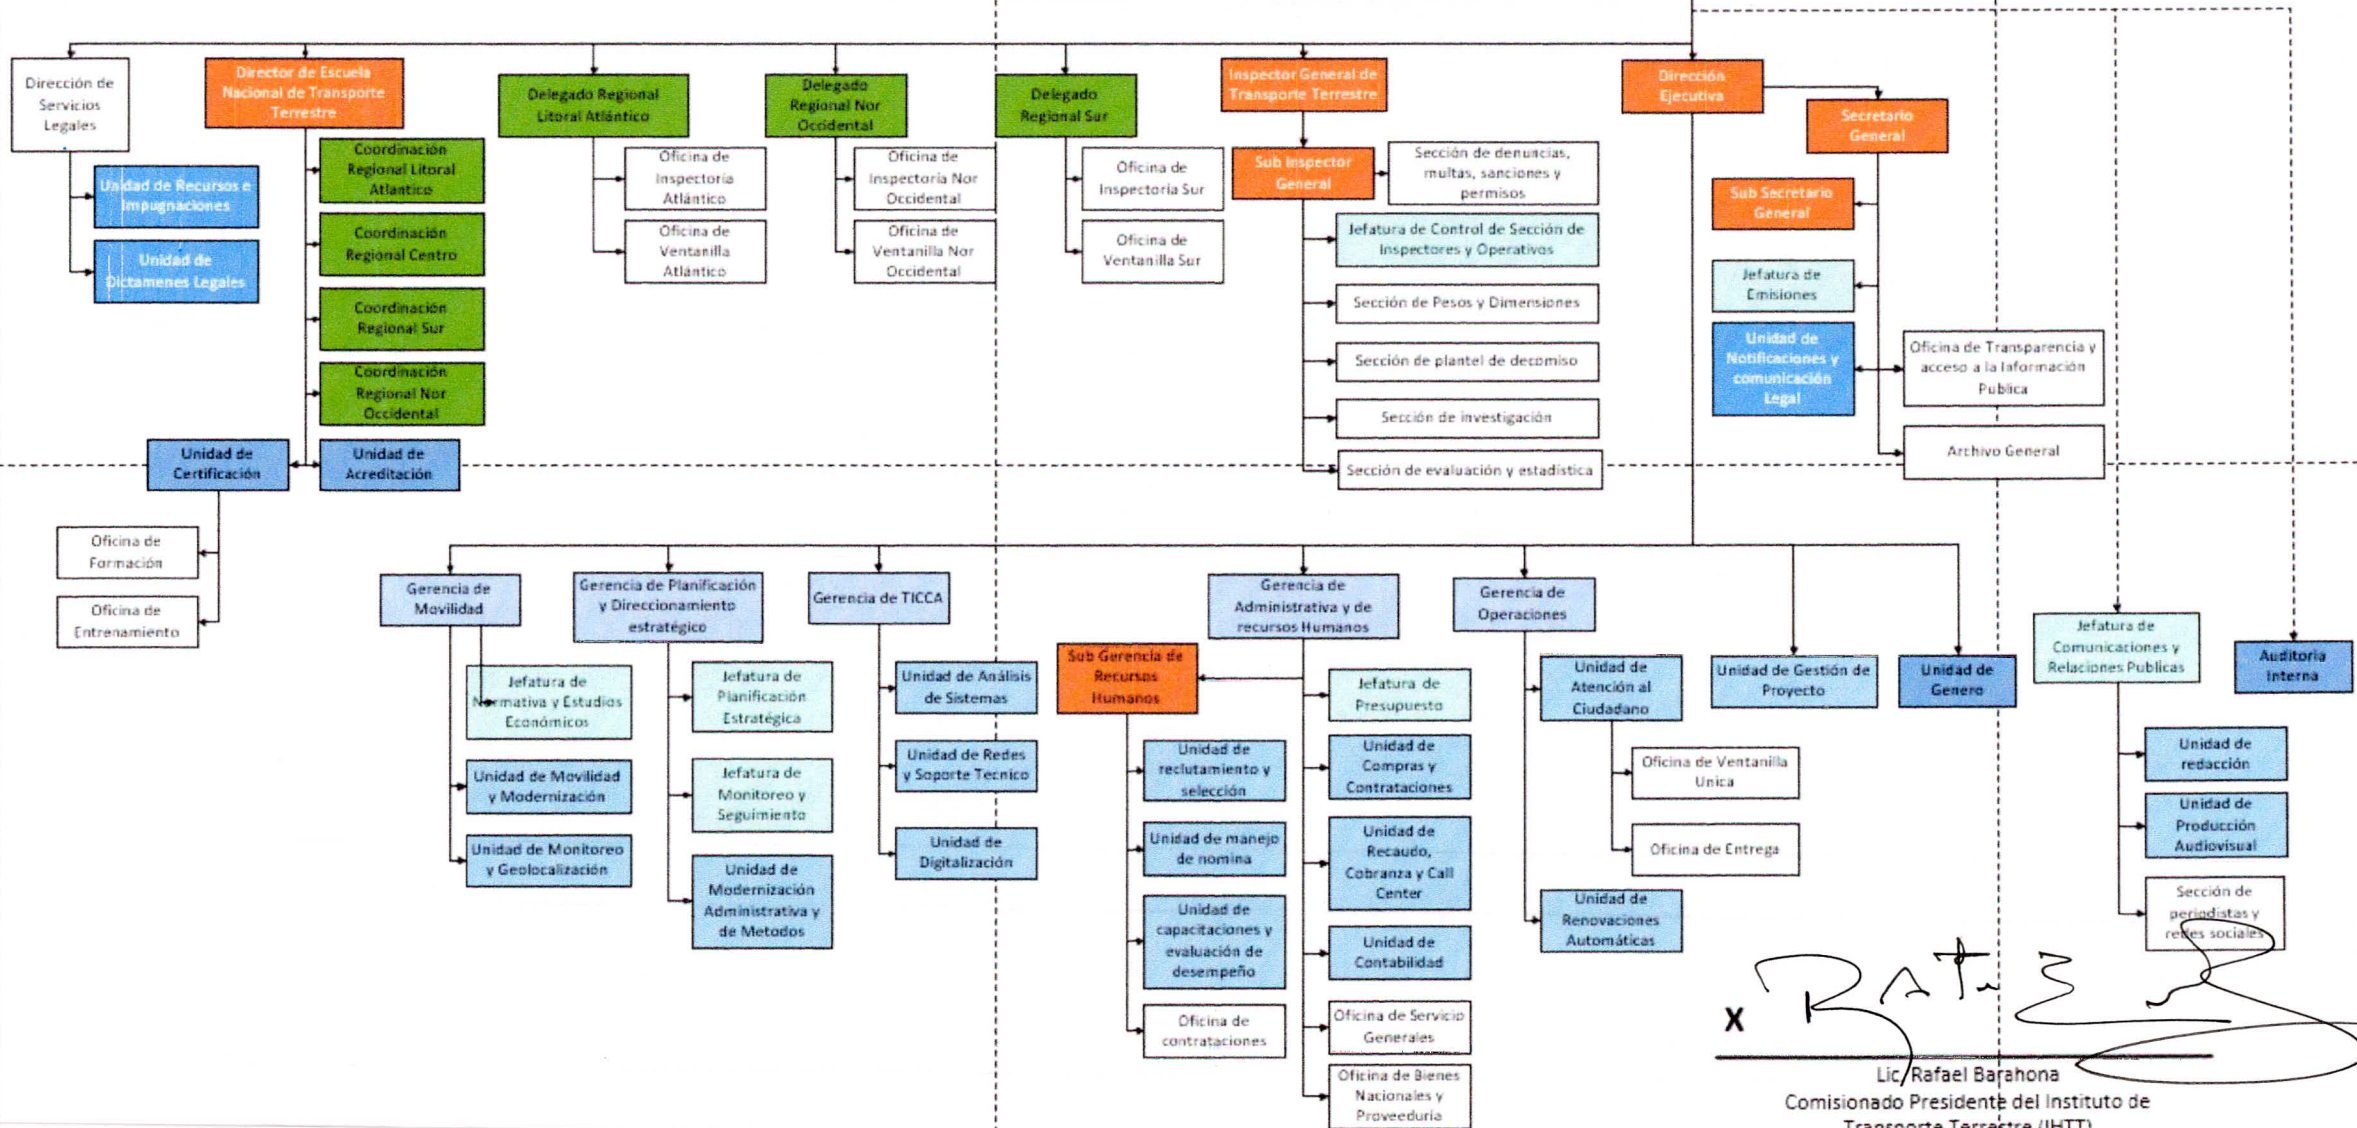 Dirección de
Servicios
Legales
Unidad de Recursos e
Impugnaciones
Unidad de
Dictamenes Legales
Director de Escuela
Nacional de Transporte
Terrestre
Coordinación
Regional Litoral
Atlantico
Coordinación
Regional Centro
Coordinación
Regional Sur
Coordinación
Regional Nor
Occidental
Unidad de
Certificación
Unidad de
Acreditación
Oficina de
Formación
Oficina de
Entrenamiento
Delegado Regional
Litoral Atlántico
Oficina de
Inspectoría
Atlántico
Oficina de
Ventanilla
Atlántico
Delegado
Regional Nor
Occidental
Oficina de
Inspectoría Nor
Occidental
Oficina de
Ventanilla Nor
Occidental
Delegado
Regional Sur
Oficina de
Inspectoría Sur
Oficina de
Ventanilla Sur
Inspector General de
Transporte Terrestre
Sub Inspector
General
Sección de denuncias,
multas, sanciones y
permisos
Jefatura de Control de Sección de
Inspectores y Operativos
Sección de Pesos y Dimensiones
Sección de plantel de decomiso
Sección de investigación
Sección de evaluación y estadística
Dirección
Ejecutiva
Secretario
General
Sub Secretario
General
Jefatura de
Emisiones
Unidad de
Notificaciones y
comunicación
Legal
Oficina de Transparencia y
acceso a la Información
Publica
Archivo General
Gerencia de
Movilidad
Jefatura de
Normativa y Estudios
Económicos
Unidad de Movilidad
y Modernización
Unidad de Monitoreo
y Geolocalización
Gerencia de Planificación
y Direccionamiento
estratégico
Jefatura de
Planificación
Estratégica
Jefatura de
Monitoreo y
Seguimiento
Unidad de
Modernización
Administrativa y
de Metodos
Gerencia de TICCA
Unidad de Análisis
de Sistemas
Unidad de Redes
y Soporte Tecnico
Unidad de
Digitalización
Gerencia de
Administrativa y de
recursos Humanos
Sub Gerencia de
Recursos
Humanos
Unidad de
reclutamiento y
selección
Unidad de manejo
de nomina
Unidad de
capacitaciones y
evaluación de
desempeño
Oficina de
contrataciones
Jefatura de
Presupuesto
Unidad de
Compras y
Contrataciones
Unidad de
Recaudo,
Cobranza y Call
Center
Unidad de
Contabilidad
Oficina de Servicio
Generales
Oficina de Bienes
Nacionales y
Proveeduría
Gerencia de
Operaciones
Unidad de
Atención al
Ciudadano
Oficina de Ventanilla
Unica
Oficina de Entrega
Unidad de
Renovaciones
Automáticas
Unidad de Gestión de
Proyecto
Unidad de
Genero
Jefatura de
Comunicaciones y
Relaciones Publicas
Unidad de
redacción
Unidad de
Producción
Audiovisual
Sección de
periodistas y
redes sociales
Auditoria
Interna
X
Lic. Rafael Barahona
Comisionado Presidente del Instituto de
Transporte Terrestre (IHTT)